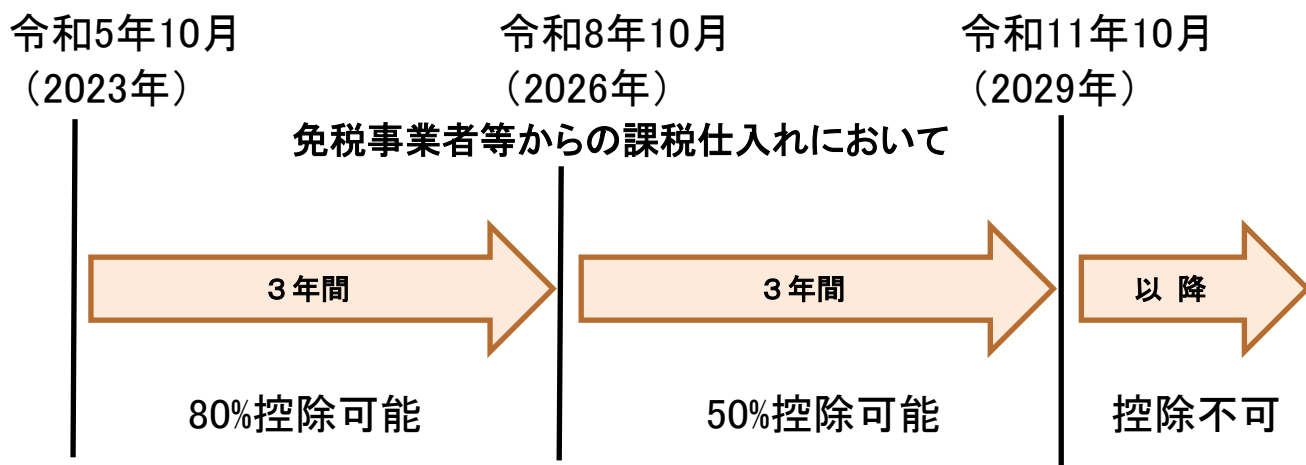 令和5年10月
（2023年）
令和8年10月
（2026年）
令和11年10月
（2029年）
免税事業者等からの課税仕入れにおいて
３年間
３年間
以 降
80%控除可能
50%控除可能
控除不可